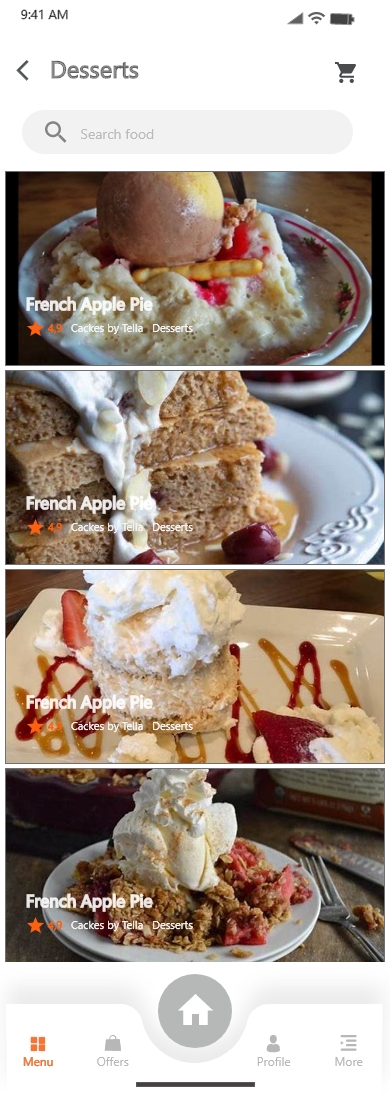 9:41 AM
Desserts
Search food
French Apple Pie
4.9 Cackes by Tella Desserts
French Apple Pie
4.9 Cackes by Tella Desserts
French Apple Pie
4.9 Cackes by Tella Desserts
French Apple Pie
4.9 Cackes by Tella Desserts
Menu Offers Profile More